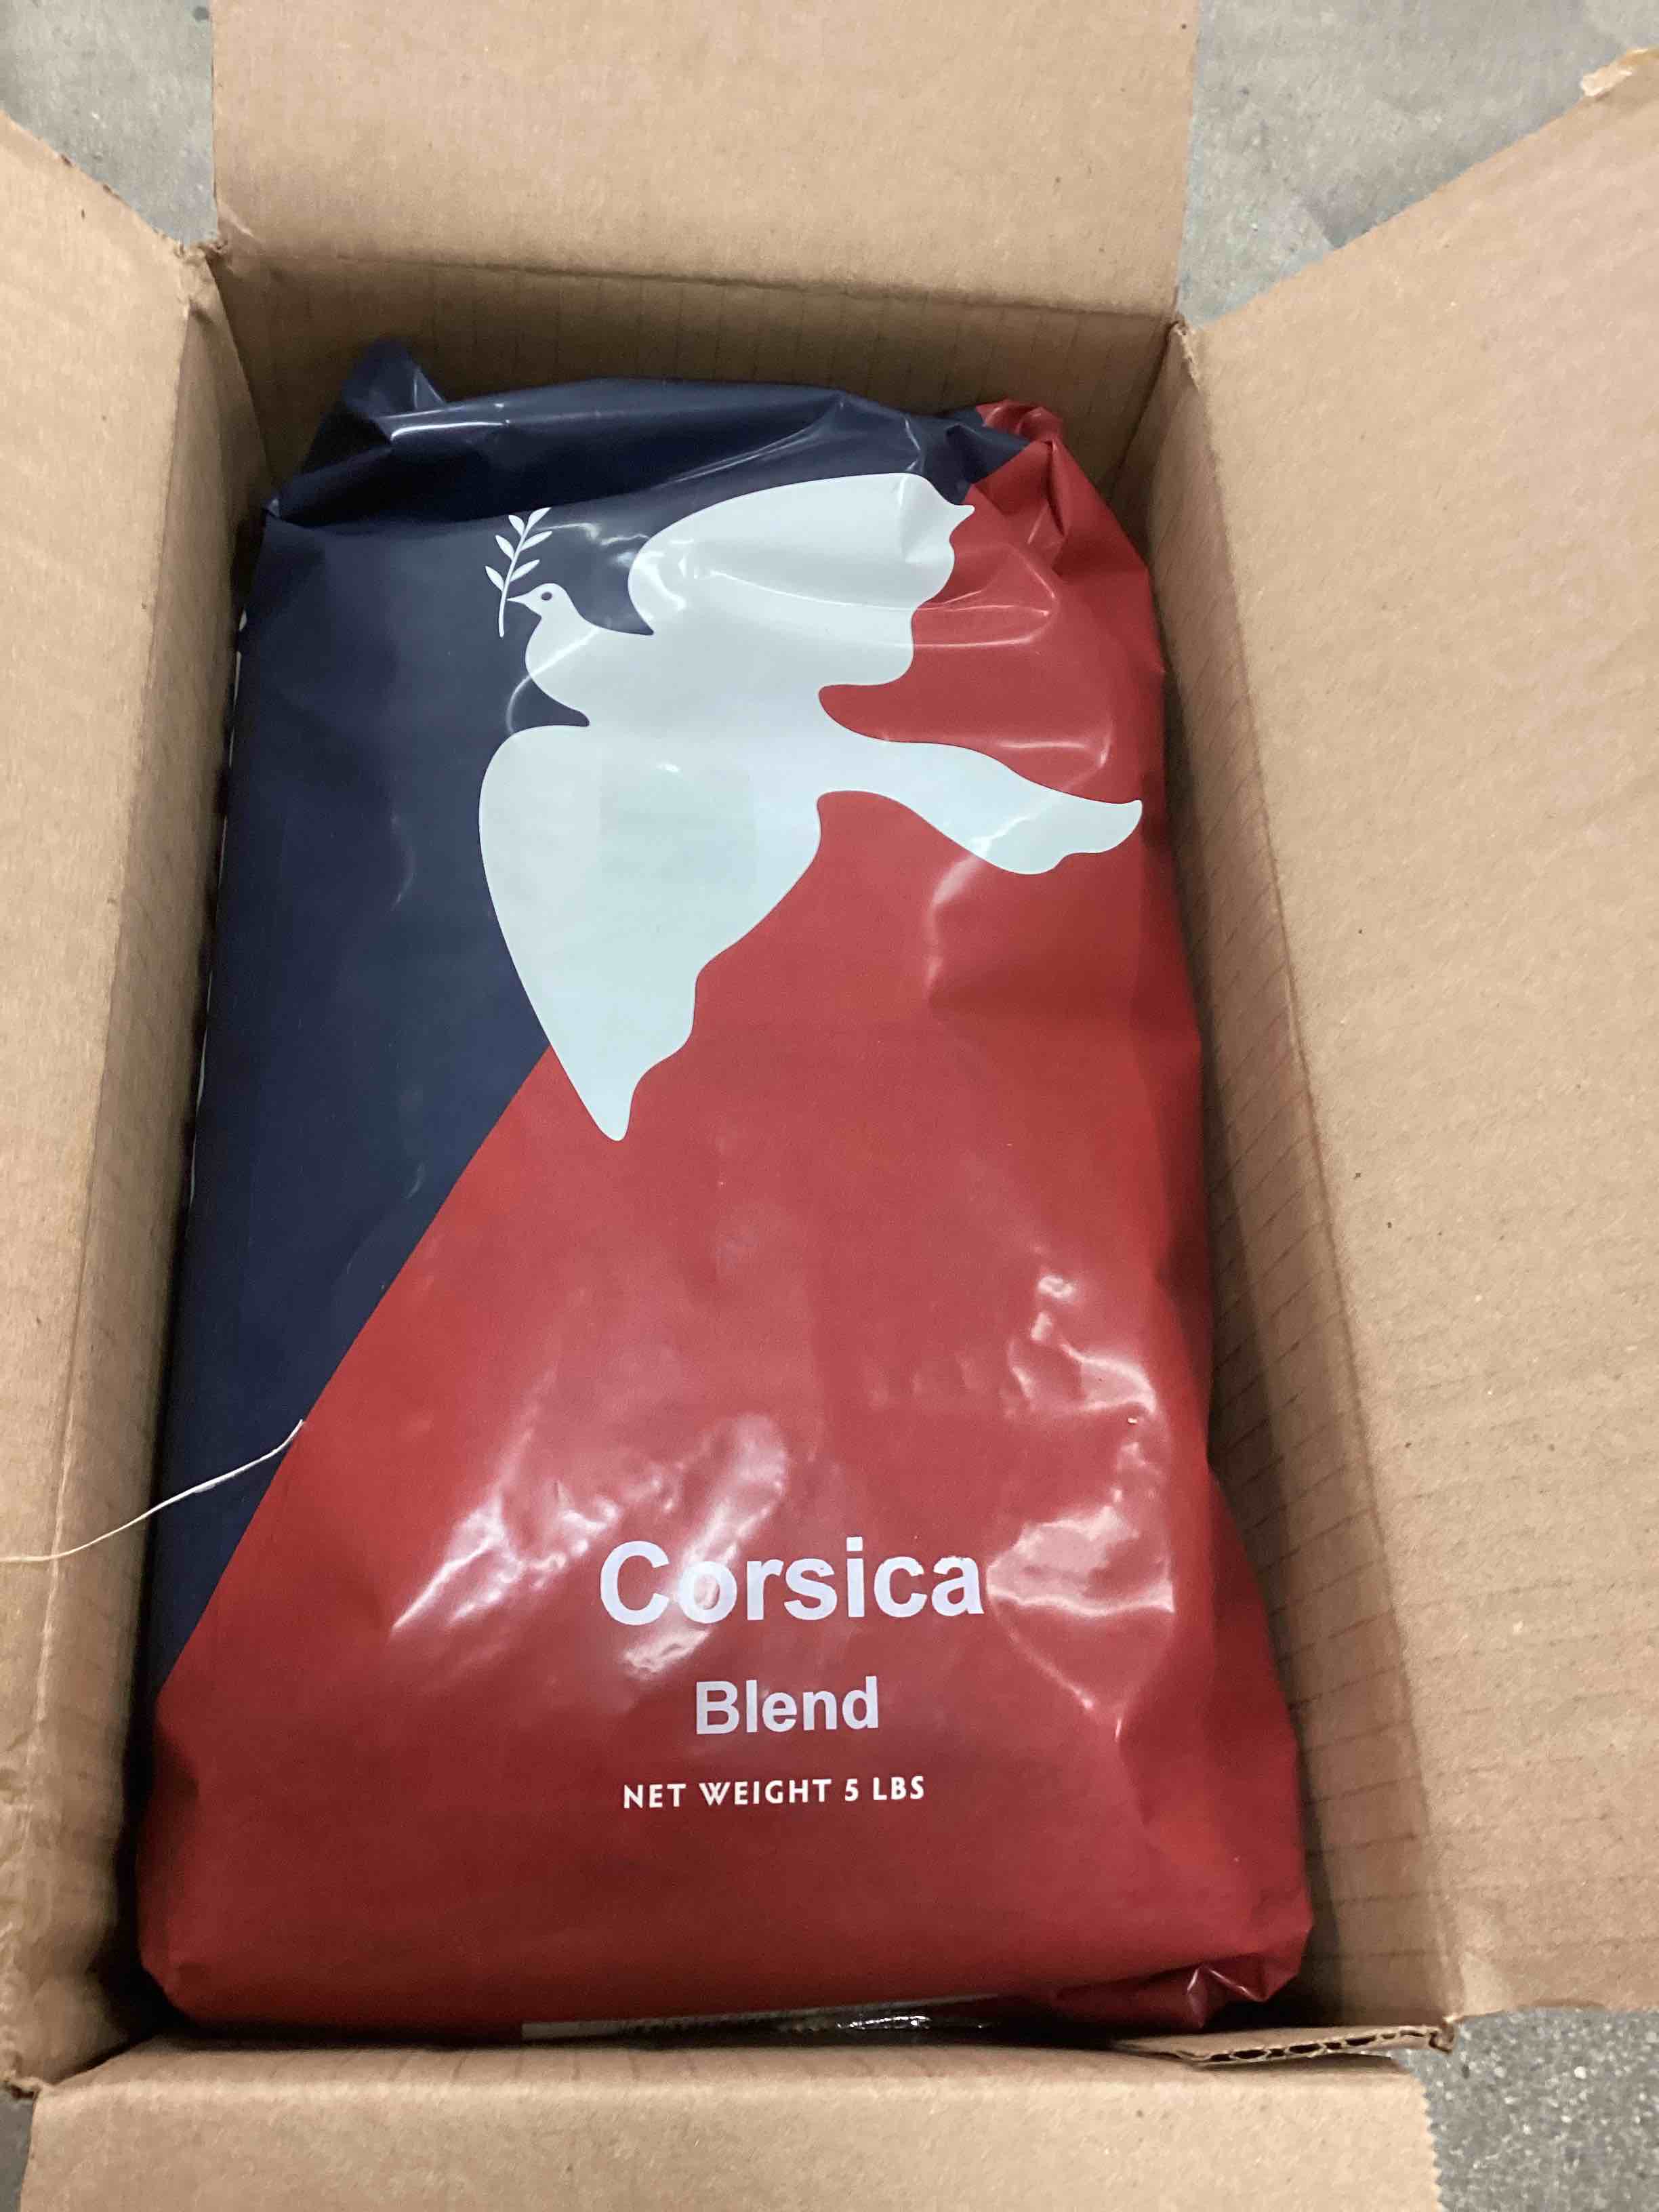 Corsica
Blend
NET WEIGHT 5 LBS